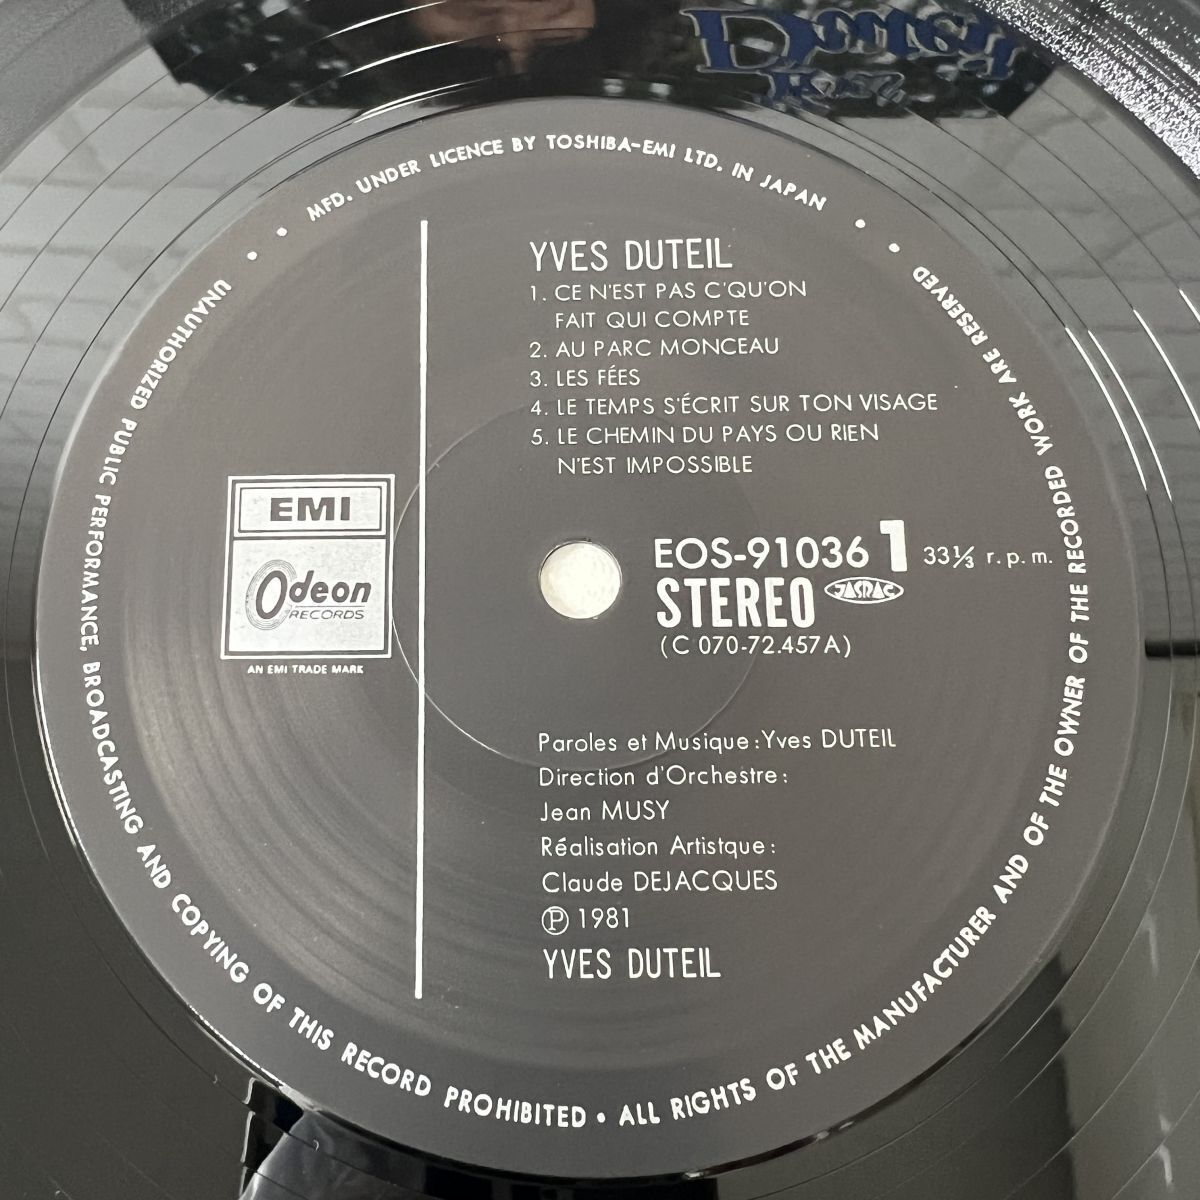 MFD. UNDER LICENCE BY TOSHIBA-EMI LTD. IN JAPAN
YVES DUTEIL
1. CE N'EST PAS C'QU'ON
FAIT QUI COMPTE
2. AU PARC MONCEAU
3. LES FÉES
4. LE TEMPS S'ÉCRIT SUR TON VISAGE
5. LE CHEMIN DU PAYS OU RIEN
N'EST IMPOSSIBLE
EMI
Odeon
RECORDS
AN EMI TRADE MARK
EOS-91036 1 33⅓ r.p.m.
STEREO JASRAC
(C 070-72.457A)
Paroles et Musique: Yves DUTEIL
Direction d'Orchestre:
Jean MUSY
Réalisation Artistque:
Claude DEJACQUES
Ⓟ 1981
YVES DUTEIL
UNAUTHORIZED PUBLIC PERFORMANCE, BROADCASTING AND COPYING OF THIS RECORD PROHIBITED • ALL RIGHTS OF THE MANUFACTURER AND OF THE OWNER OF THE RECORDED WORK ARE RESERVED